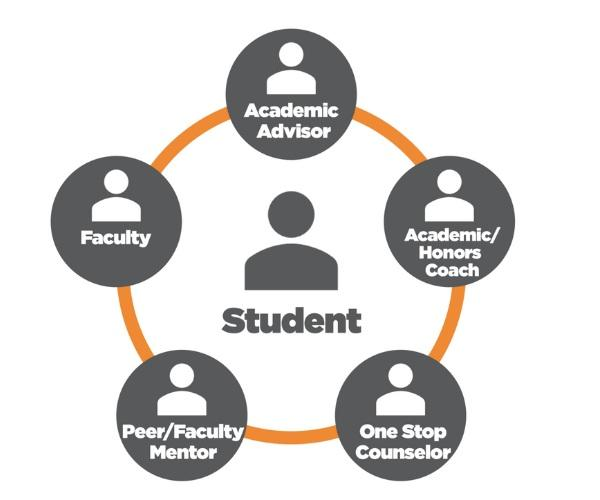 Academic
Advisor
Faculty
Academic/
Honors
Coach
Student
Peer/Faculty
Mentor
One Stop
Counselor